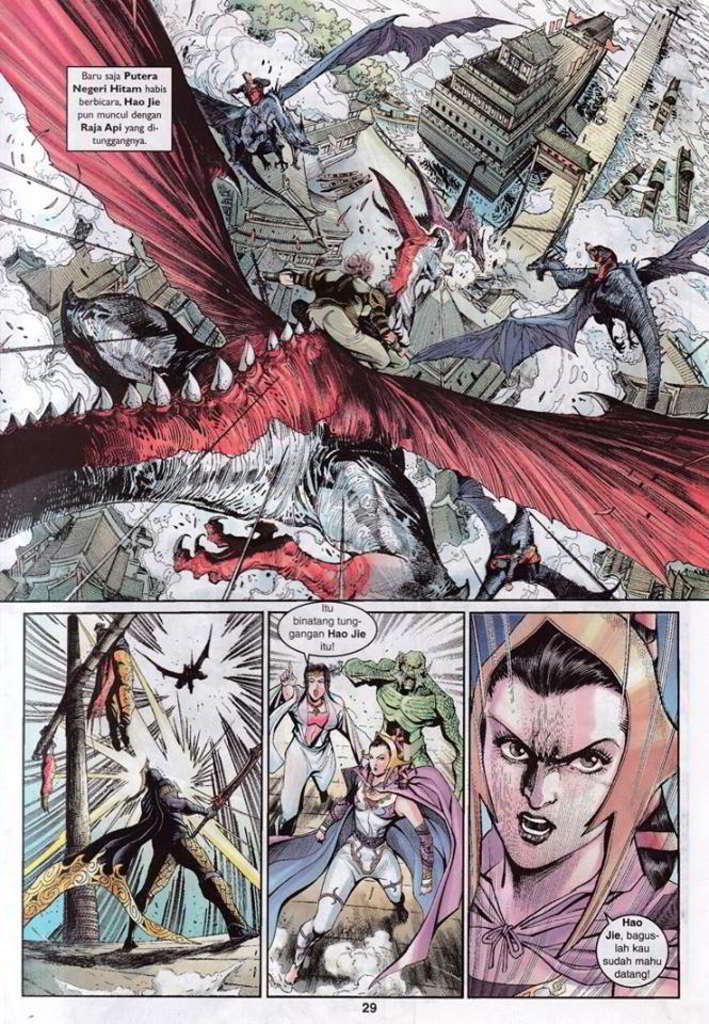 Baru saja Putera
Negeri Hitam habis
berbicara, Hao Jie
pun muncul dengan
Raja Api yang di-
tunggangnya.
Itu
binatang tung-
gangan Hao Jie
itu!
Hao
Jie, bagus-
lah kau
sudah mahu
datang!
29